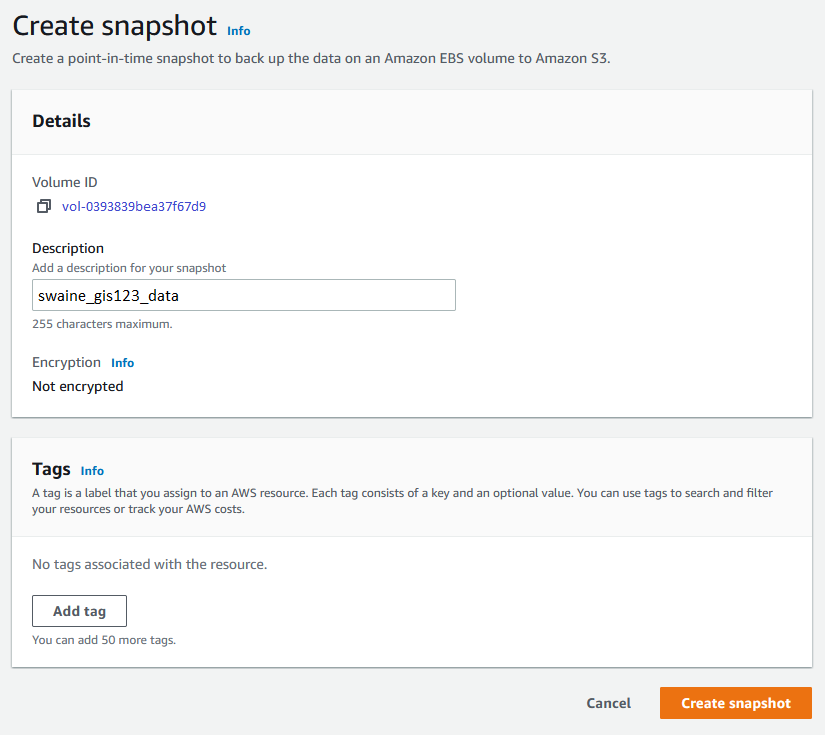 Create snapshot Info
Create a point-in-time snapshot to back up the data on an Amazon EBS volume to Amazon S3.
Details
Volume ID
vol-0393839bea37f67d9
Description
Add a description for your snapshot
swaine_gis123_data
255 characters maximum.
Encryption Info
Not encrypted
Tags Info
A tag is a label that you assign to an AWS resource. Each tag consists of a key and an optional value. You can use tags to search and filter
your resources or track your AWS costs.
No tags associated with the resource.
Add tag
You can add 50 more tags.
Cancel Create snapshot